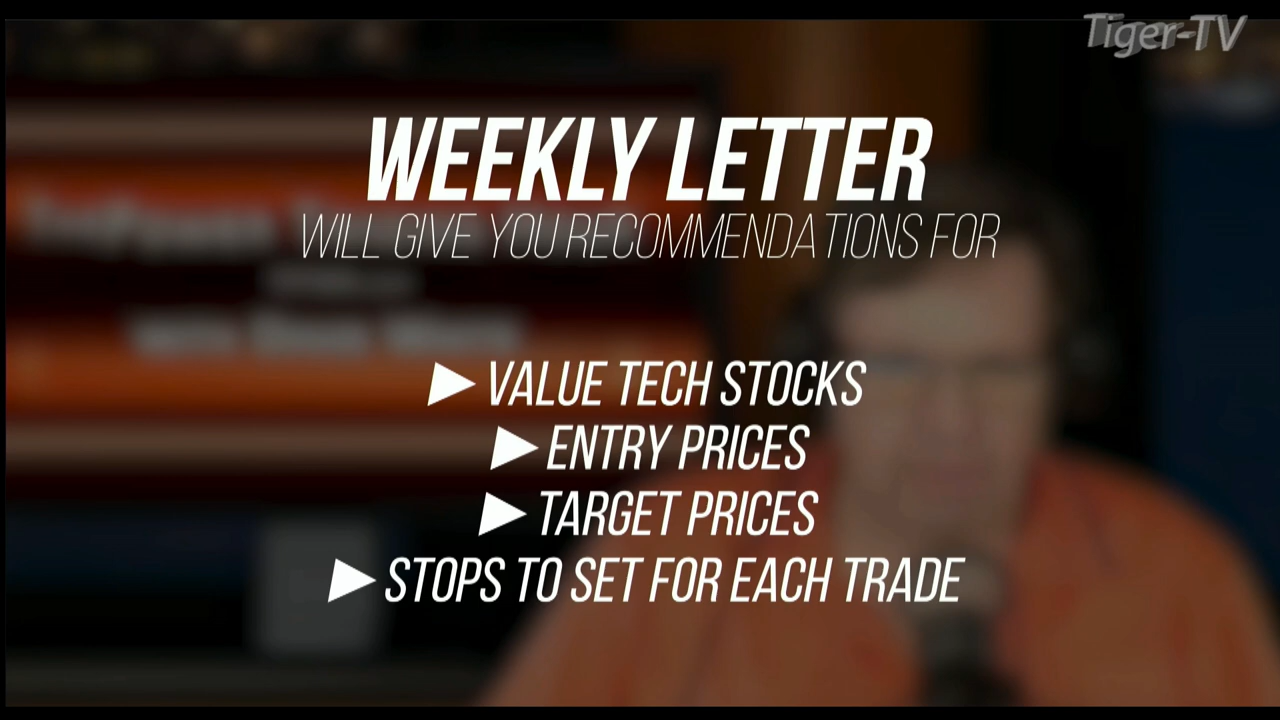 Tiger-TV
WEEKLY LETTER
WILL GIVE YOU RECOMMENDATIONS FOR
▶ VALUE TECH STOCKS
▶ ENTRY PRICES
▶ TARGET PRICES
▶ STOPS TO SET FOR EACH TRADE